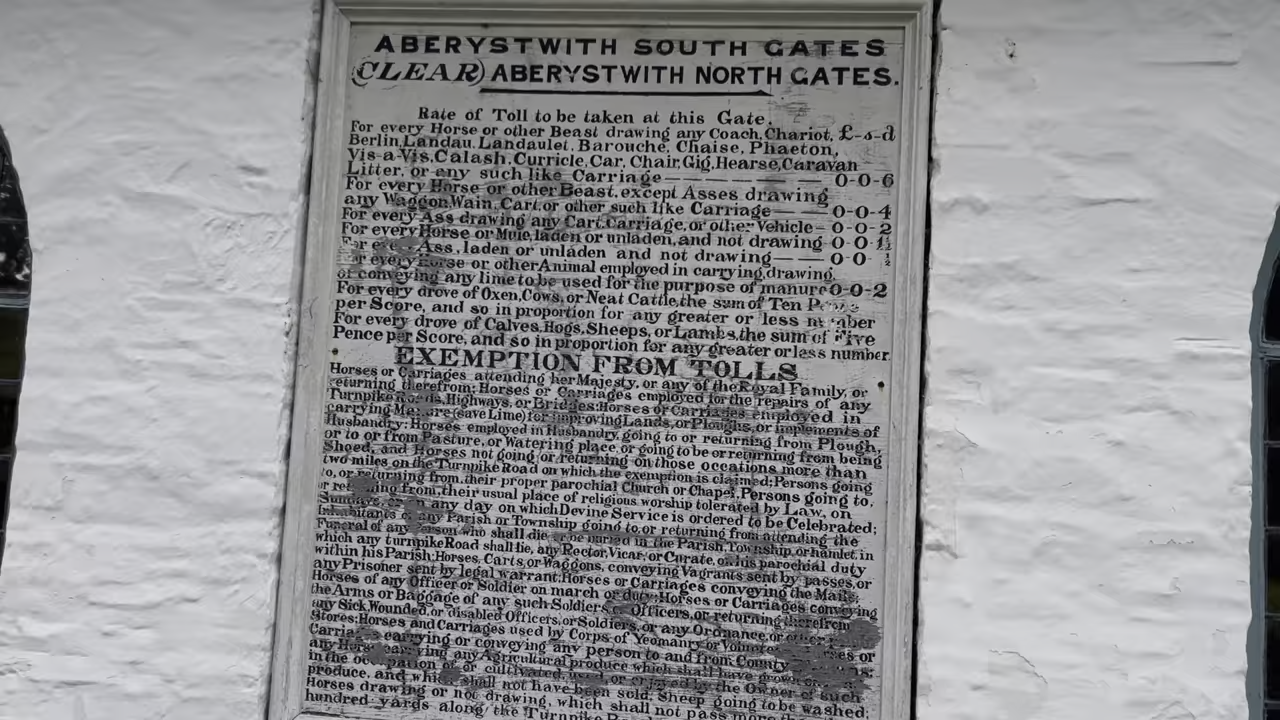 ABERYSTWITH SOUTH GATES
(CLEAR) ABERYSTWITH NORTH GATES.
Rate of Toll to be taken at this Gate.
For every Horse or other Beast drawing any Coach, Chariot, £-s-d
Berlin, Landau, Landaulet, Barouche, Chaise, Phaeton,
Vis-a-Vis, Calash, Curricle, Car, Chair, Gig, Hearse, Caravan
Litter, or any such like Carriage — — — — — 0-0-6
For every Horse or other Beast, except Asses drawing
any Waggon, Wain, Cart, or other such like Carriage — — 0-0-4
For every Ass drawing any Cart, Carriage, or other Vehicle — 0-0-2
For every Horse or Mule, laden or unladen, and not drawing — 0-0-1½
For every Ass, laden or unladen and not drawing — — 0-0-½
For every Horse or other Animal employed in carrying, drawing,
or conveying any lime to be used for the purpose of manure 0-0-2
For every drove of Oxen, Cows, or Neat Cattle, the sum of Ten Pence
per Score, and so in proportion for any greater or less number
For every drove of Calves, Hogs, Sheeps, or Lambs, the sum of Five
Pence per Score, and so in proportion for any greater or less number
EXEMPTION FROM TOLLS
Horses or Carriages attending her Majesty, or any of the Royal Family, or
returning therefrom; Horses or Carriages employed for the repairs of any
Turnpike Roads, Highways, or Bridges; Horses or Carriages employed in
carrying Manure (save Lime) for improving Lands, or Ploughs, or implements of
Husbandry; Horses employed in Husbandry, going to or returning from Plough,
or to or from Pasture, or Watering place, or going to be or returning from being
Shoed, and Horses not going or returning on those occations more than
two miles on the Turnpike Road on which the exemption is claimed; Persons going
to, or returning from, their proper parochial Church or Chapel, Persons going to,
or returning from, their usual place of religious worship tolerated by Law, on
Sundays or on any day on which Devine Service is ordered to be Celebrated;
Inhabitants of any Parish or Township going to, or returning from attending the
Funeral of any person who shall die or be buried in the Parish, Township, or hamlet, in
which any turnpike Road shall lie, any Rector, Vicar, or Curate, on his parochial duty
within his Parish; Horses, Carts, or Waggons, conveying Vagrants sent by passes, or
any Prisoner sent by legal warrant; Horses or Carriages conveying the Mails;
Horses of any Officer or Soldier on march or duty; Horses or Carriages conveying
the Arms or Baggage of any such Soldiers or Officers, or returning therefrom
any Sick, Wounded, or disabled Officers, or Soldiers, or any Ordnance, or other
Stores; Horses and Carriages used by Corps of Yeomanry or or
Carriages carrying or conveying any person to and from County
any Horse carrying any Agricultural produce which shall have grown on
in the occupation of, or cultivated, used, or enjoyed by the Owner of such
produce, and which shall not have been sold; Sheep going to be washed;
Horses drawing or not drawing, which shall not pass more than
hundred yards along the Turnpike